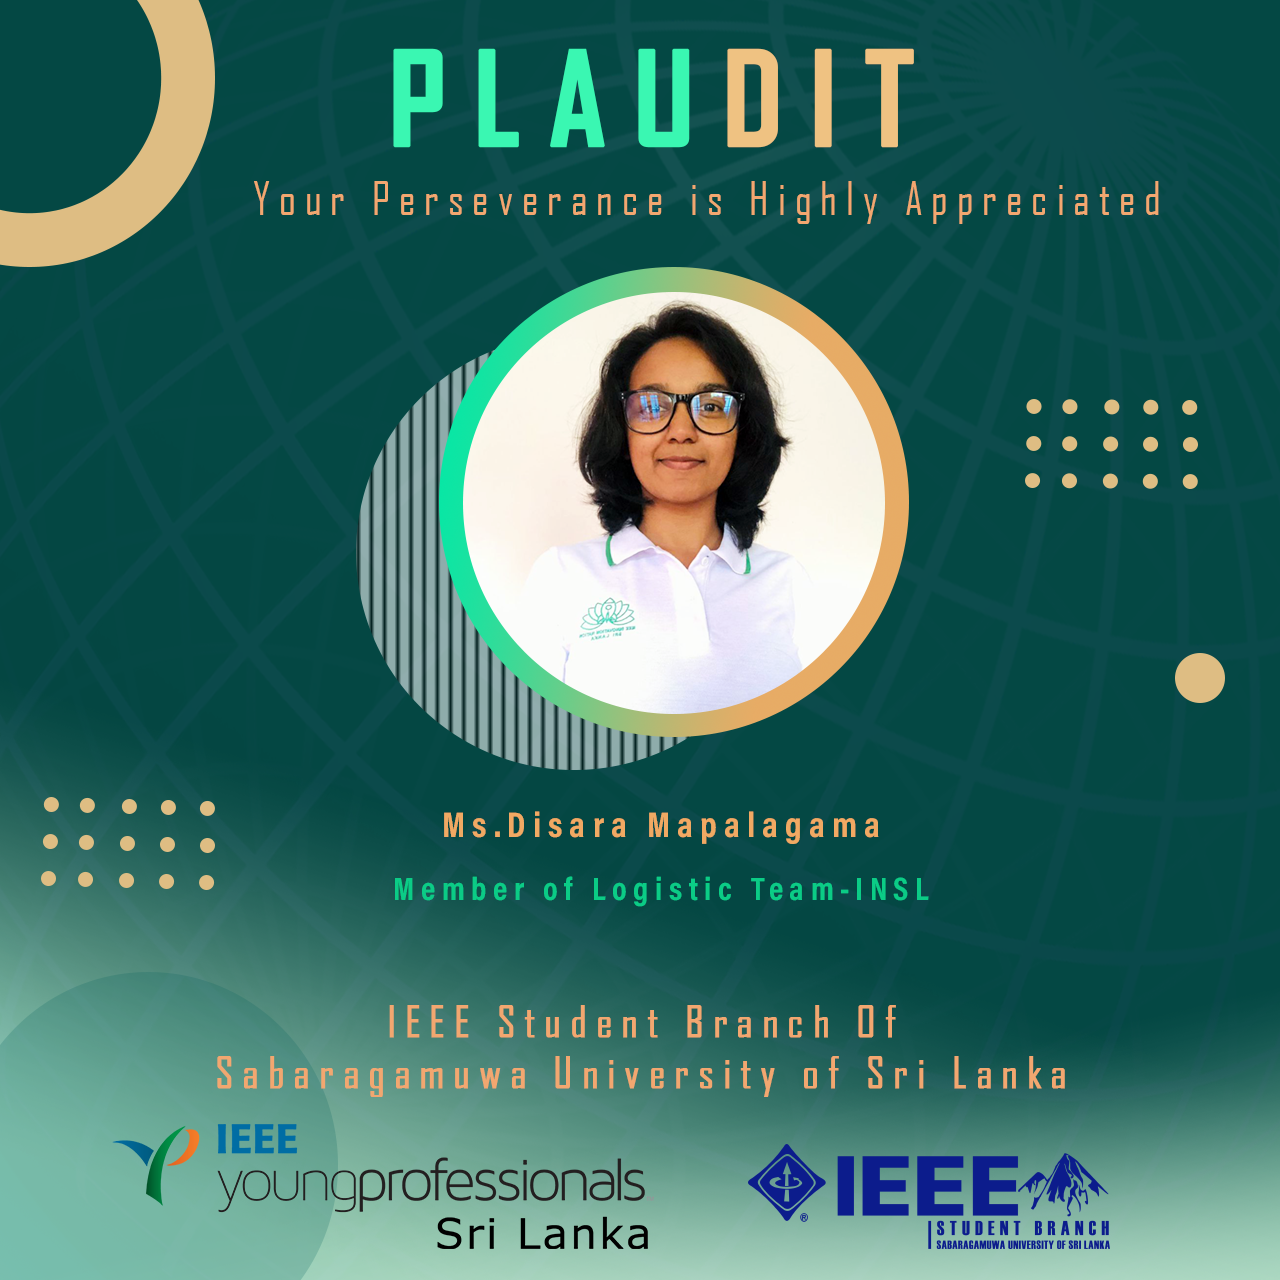 PLAUDIT
Your Perseverance is Highly Appreciated
Ms.Disara Mapalagama
Member of Logistic Team-INSL
IEEE Student Branch Of
Sabaragamuwa University of Sri Lanka
IEEE
youngprofessionals
Sri Lanka
®
IEEE
STUDENT BRANCH
SABARAGAMUWA UNIVERSITY OF SRI LANKA